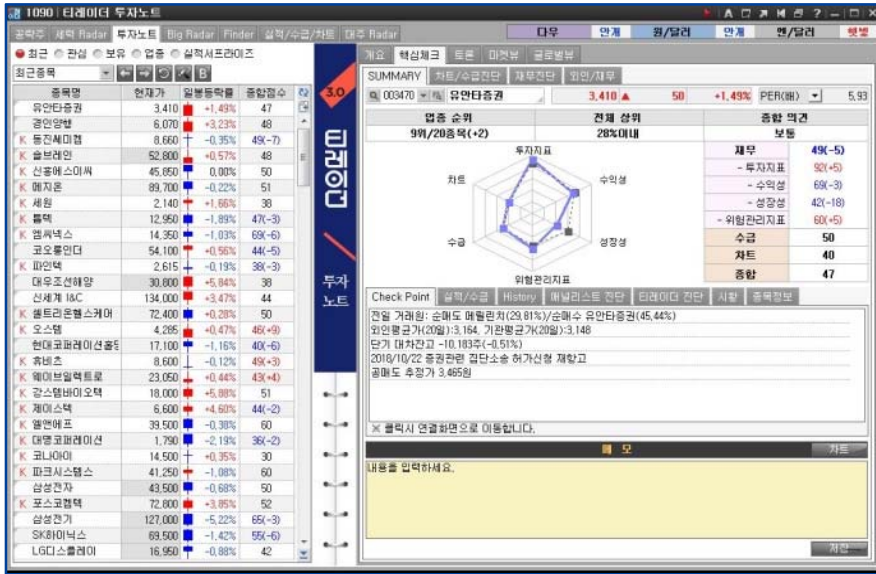 1090 | 티레이더 투자노트
공략주 세력 Radar 투자노트 Big Radar Finder 실적/수급/차트 대주 Radar
다우 안개 원/달러 안개 엔/달러 햇볕
최근 관심 보유 업종 실적서프라이즈
최근종목 B
종목명 현재가 일봉등락률 종합점수
유안타증권 3,410 +1,49% 47
경인양행 6,070 +3,23% 48
K 동진쎄미켐 8,660 -0,35% 49(-7)
K 솔브레인 52,800 +0,57% 48
K 신흥에스이씨 45,850 0,00% 50
K 메지온 89,700 -0,22% 51
K 세원 2,140 +1,66% 38
K 톱텍 12,950 -1,89% 47(-3)
K 엠씨넥스 14,350 -1,03% 69(-6)
코오롱인더 54,100 +0,56% 44(-5)
K 파인텍 2,615 -0,19% 38(-3)
대우조선해양 30,800 +5,84% 38
신세계 I&C 134,000 +3,47% 44
K 셀트리온헬스케어 72,400 +0,28% 50
K 오스템 4,285 +0,47% 46(+9)
현대코퍼레이션홀딩 17,100 -1,16% 40(-6)
K 휴비츠 8,600 -0,12% 49(+3)
K 웨이브일렉트로 23,050 +0,44% 43(+4)
K 강스템바이오텍 18,000 +5,88% 51
K 제이스텍 6,600 +4,60% 44(-2)
K 엘앤에프 39,500 -0,38% 60
K 대명코퍼레이션 1,790 -2,19% 36(-2)
K 코나아이 14,500 +0,35% 30
K 파크시스템스 41,250 -1,08% 60
삼성전자 43,500 -0,68% 50
K 포스코켐텍 72,800 +3,85% 52
삼성전기 127,000 -5,22% 65(-3)
SK하이닉스 69,500 -1,42% 55(-6)
LG디스플레이 16,950 -0,88% 42
3.0
티레이더
투자
노트
개요 핵심체크 토론 마켓뷰 글로벌뷰
SUMMARY 차트/수급진단 재무진단 외인/재무
003470 유안타증권 3,410 ▲ 50 +1,49% PER(배) 5,93
업종 순위 전체 상위 종합 의견
9위/20종목(+2) 28%이내 보통
투자지표
수익성
성장성
위험관리지표
수급
차트
재무 49(-5)
- 투자지표 92(+5)
- 수익성 69(-3)
- 성장성 42(-18)
- 위험관리지표 60(+5)
수급 50
차트 40
종합 47
Check Point 실적/수급 History 애널리스트 진단 티레이더 진단 시황 종목정보
전일 거래원: 순매도 메릴린치(29,81%)/순매수 유안타증권(45,44%)
외인평균가(20일):3,164, 기관평균가(20일):3,148
단기 대차잔고 -10,183주(-0,51%)
2018/10/22 증권관련 집단소송 허가신청 재항고
공매도 추정가 3,465원
※ 클릭시 연결화면으로 이동합니다.
메 모
차트
내용을 입력하세요.
저장